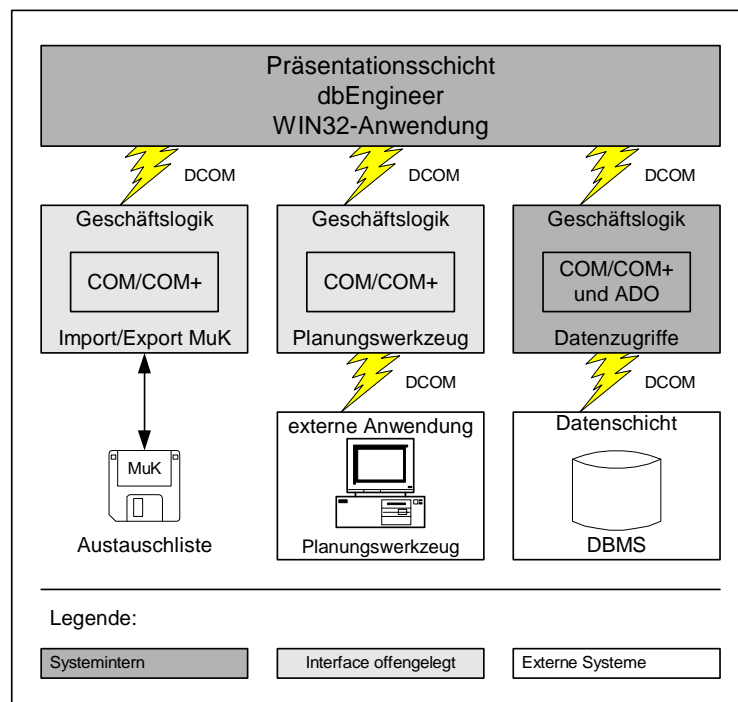 Präsentationsschicht
dbEngineer
WIN32-Anwendung
DCOM
DCOM
DCOM
Geschäftslogik
COM/COM+
Import/Export MuK
Geschäftslogik
COM/COM+
Planungswerkzeug
Geschäftslogik
COM/COM+
und ADO
Datenzugriffe
DCOM
DCOM
MuK
Austauschliste
externe Anwendung
Planungswerkzeug
Datenschicht
DBMS
Legende:
Systemintern
Interface offengelegt
Externe Systeme